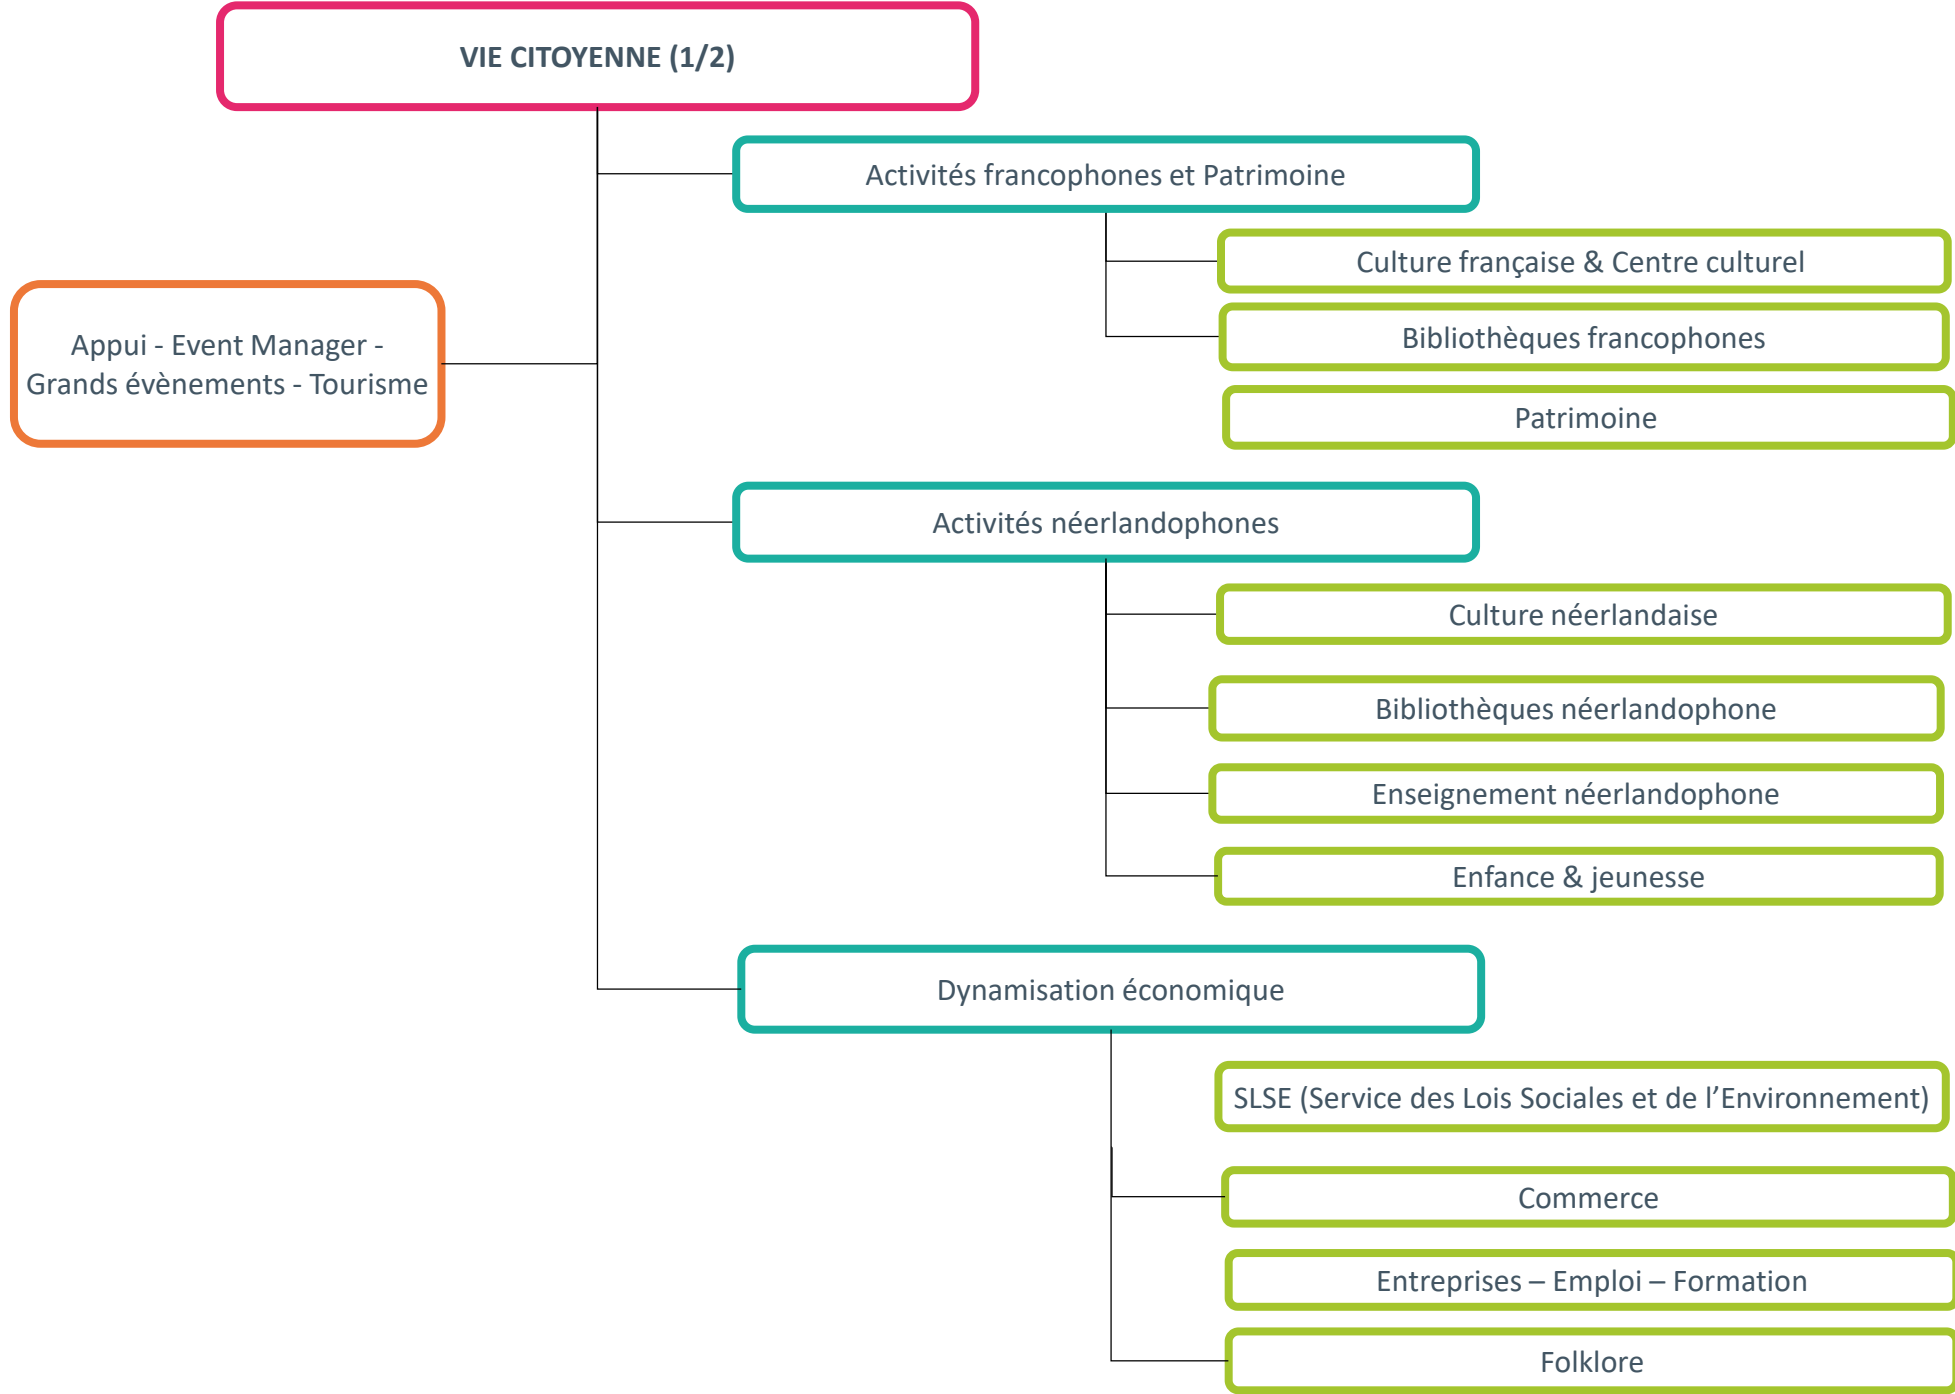 VIE CITOYENNE (1/2)
Activités francophones et Patrimoine
Culture française & Centre culturel
Appui - Event Manager -
Grands évènements - Tourisme
Bibliothèques francophones
Patrimoine
Activités néerlandophones
Culture néerlandaise
Bibliothèques néerlandophone
Enseignement néerlandophone
Enfance & jeunesse
Dynamisation économique
SLSE (Service des Lois Sociales et de l’Environnement)
Commerce
Entreprises – Emploi – Formation
Folklore